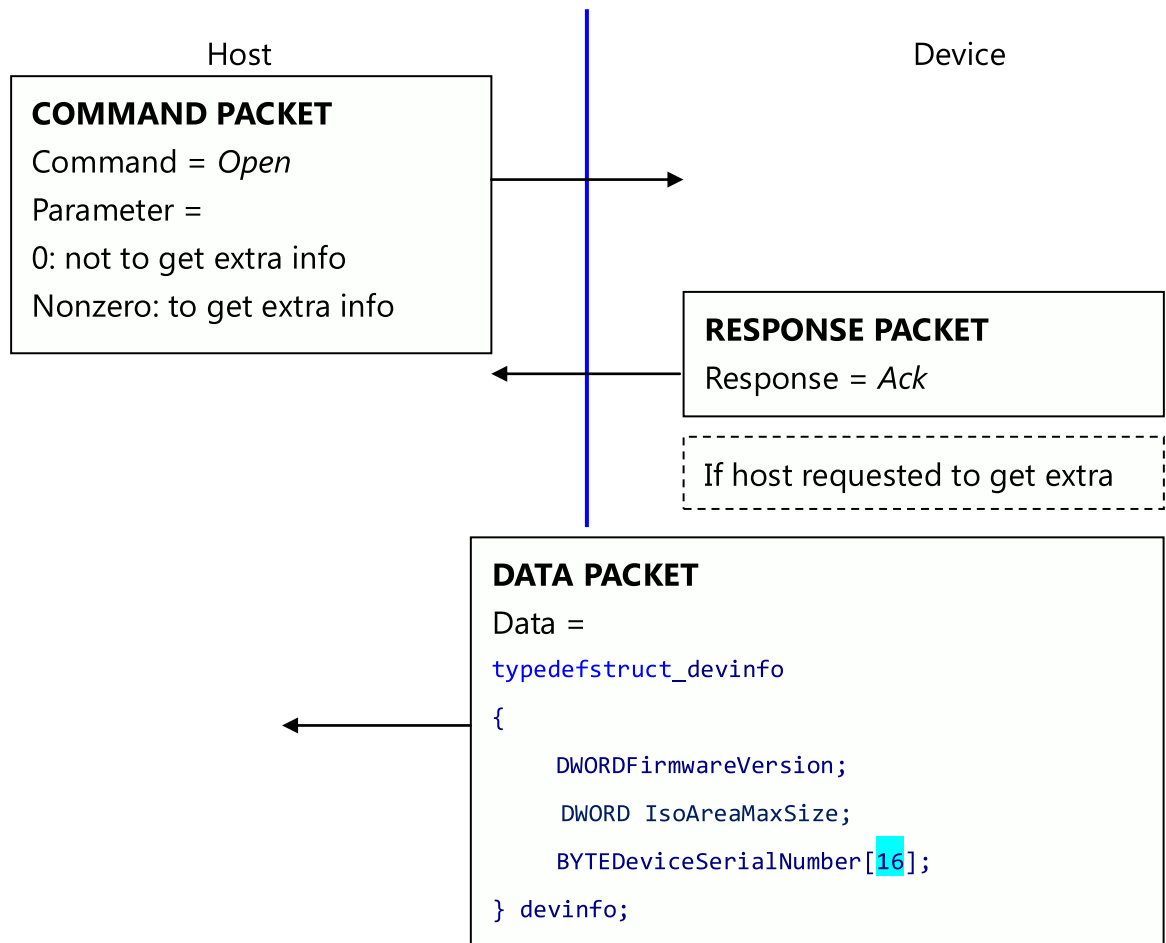 Host
Device
COMMAND PACKET
Command = Open
Parameter =
0: not to get extra info
Nonzero: to get extra info
RESPONSE PACKET
Response = Ack
If host requested to get extra
DATA PACKET
Data =
typedefstruct_devinfo
{
DWORDFirmwareVersion;
DWORD IsoAreaMaxSize;
BYTEDeviceSerialNumber[16];
} devinfo;